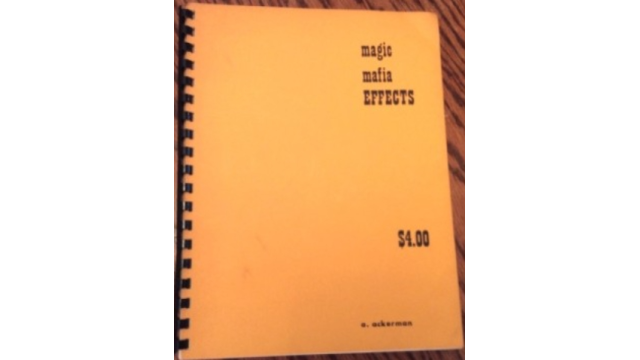 magic
mafia
EFFECTS
$4.00
a. ackerman